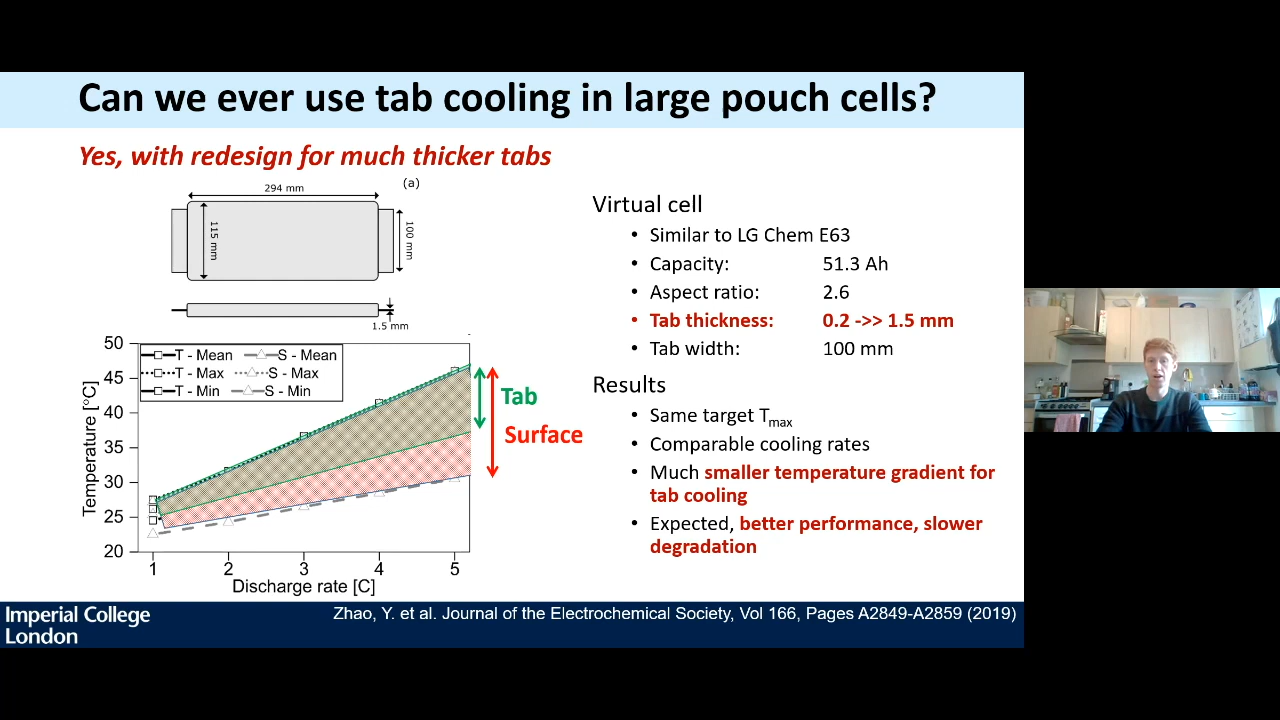 Can we ever use tab cooling in large pouch cells?
Yes, with redesign for much thicker tabs
294 mm
(a)
115 mm
100 mm
1.5 mm
Virtual cell
• Similar to LG Chem E63
• Capacity: 51.3 Ah
• Aspect ratio: 2.6
• Tab thickness: 0.2 ->> 1.5 mm
• Tab width: 100 mm
Results
• Same target Tmax
• Comparable cooling rates
• Much smaller temperature gradient for
tab cooling
• Expected, better performance, slower
degradation
50
45
40
35
30
25
20
Temperature [°C]
T - Mean S - Mean
T - Max S - Max
T - Min S - Min
Tab
Surface
1 2 3 4 5
Discharge rate [C]
Imperial College
London
Zhao, Y. et al. Journal of the Electrochemical Society, Vol 166, Pages A2849-A2859 (2019)